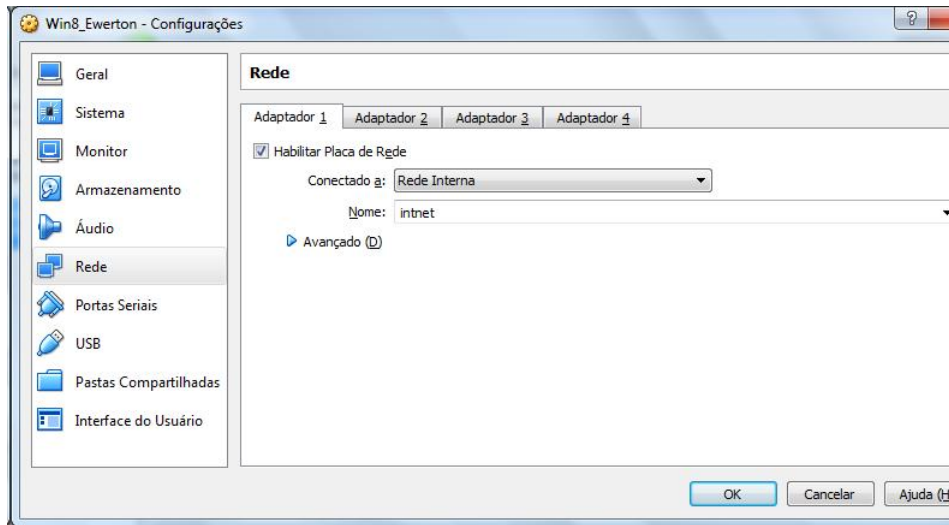 Win8_Ewerton - Configurações
?
Geral
Sistema
Monitor
Armazenamento
Áudio
Rede
Portas Seriais
USB
Pastas Compartilhadas
Interface do Usuário
Rede
Adaptador 1 Adaptador 2 Adaptador 3 Adaptador 4
Habilitar Placa de Rede
Conectado a: Rede Interna
Nome: intnet
Avançado (D)
OK Cancelar Ajuda (H